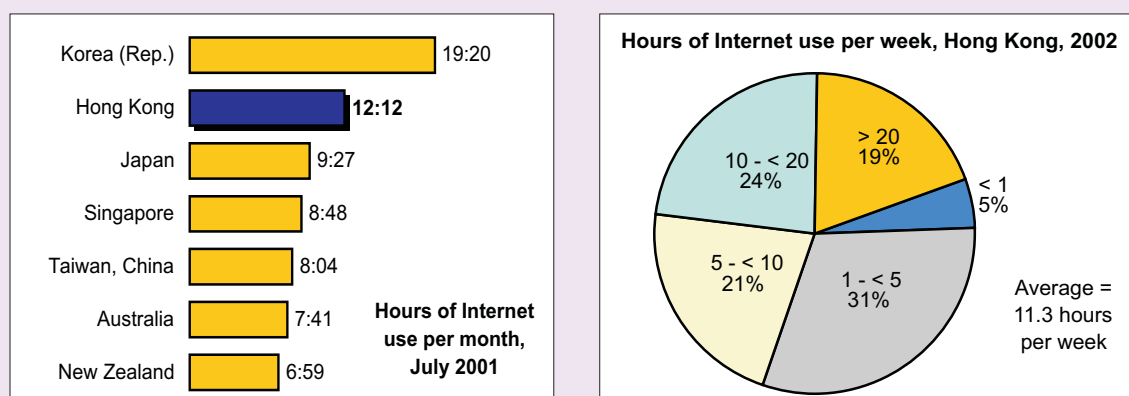 Korea (Rep.) 19:20
Hong Kong 12:12
Japan 9:27
Singapore 8:48
Taiwan, China 8:04
Australia 7:41
New Zealand 6:59
Hours of Internet
use per month,
July 2001
Hours of Internet use per week, Hong Kong, 2002
> 20
19%
< 1
5%
1 - < 5
31%
5 - < 10
21%
10 - < 20
24%
Average =
11.3 hours
per week